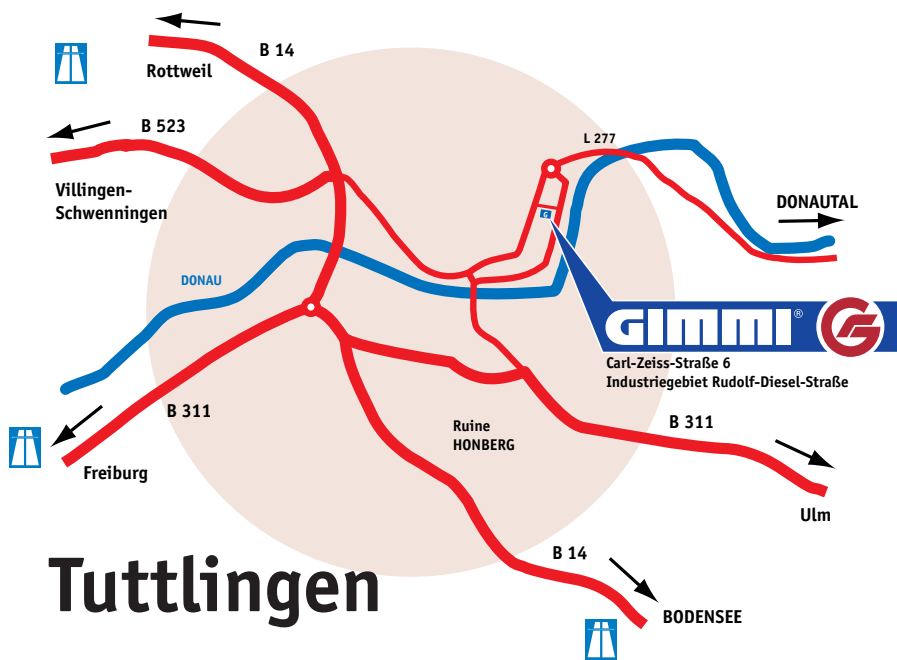 B 14
Rottweil
B 523
L 277
Villingen-
Schwenningen
DONAUTAL
G
DONAU
GIMMI®
Carl-Zeiss-Straße 6
Industriegebiet Rudolf-Diesel-Straße
B 311
B 311
Ruine
HONBERG
Freiburg
Ulm
B 14
Tuttlingen
BODENSEE